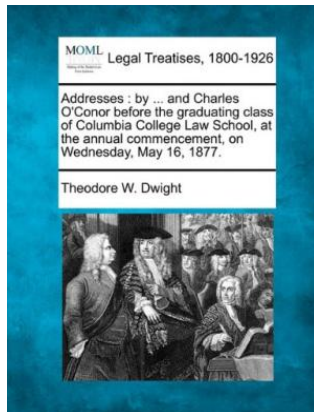 MOML
Legal Treatises, 1800-1926
Addresses : by ... and Charles
O'Conor before the graduating class
of Columbia College Law School, at
the annual commencement, on
Wednesday, May 16, 1877.
Theodore W. Dwight